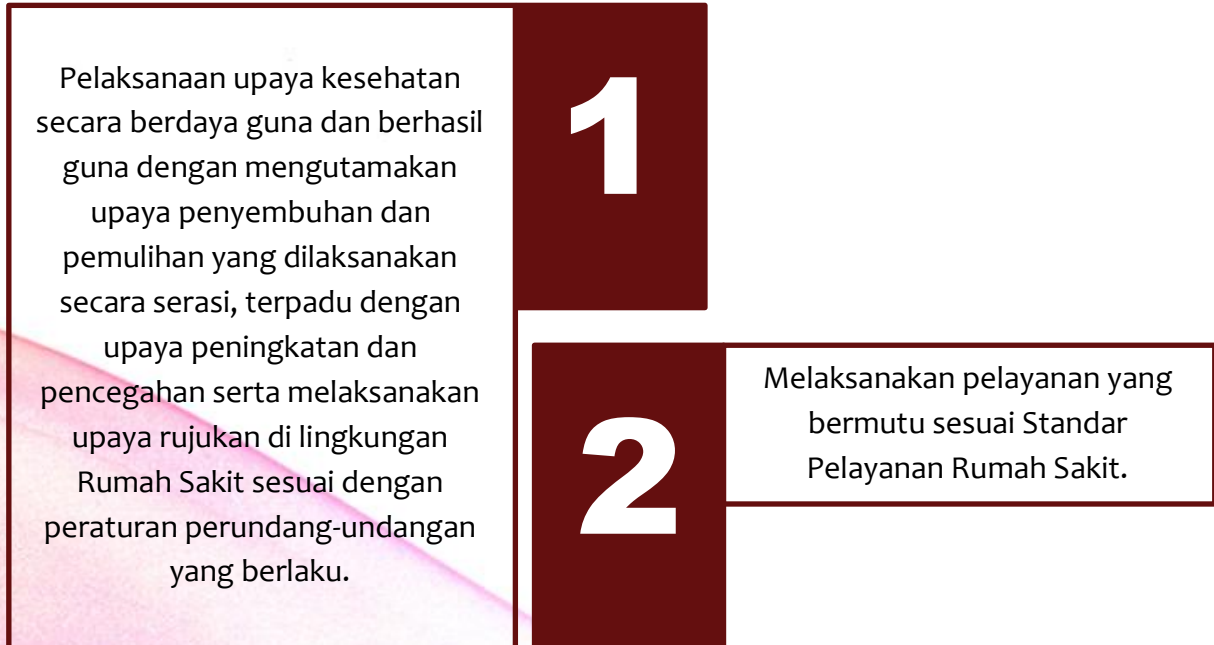 Pelaksanaan upaya kesehatan
secara berdaya guna dan berhasil
guna dengan mengutamakan
upaya penyembuhan dan
pemulihan yang dilaksanakan
secara serasi, terpadu dengan
upaya peningkatan dan
pencegahan serta melaksanakan
upaya rujukan di lingkungan
Rumah Sakit sesuai dengan
peraturan perundang-undangan
yang berlaku.
1
2
Melaksanakan pelayanan yang
bermutu sesuai Standar
Pelayanan Rumah Sakit.